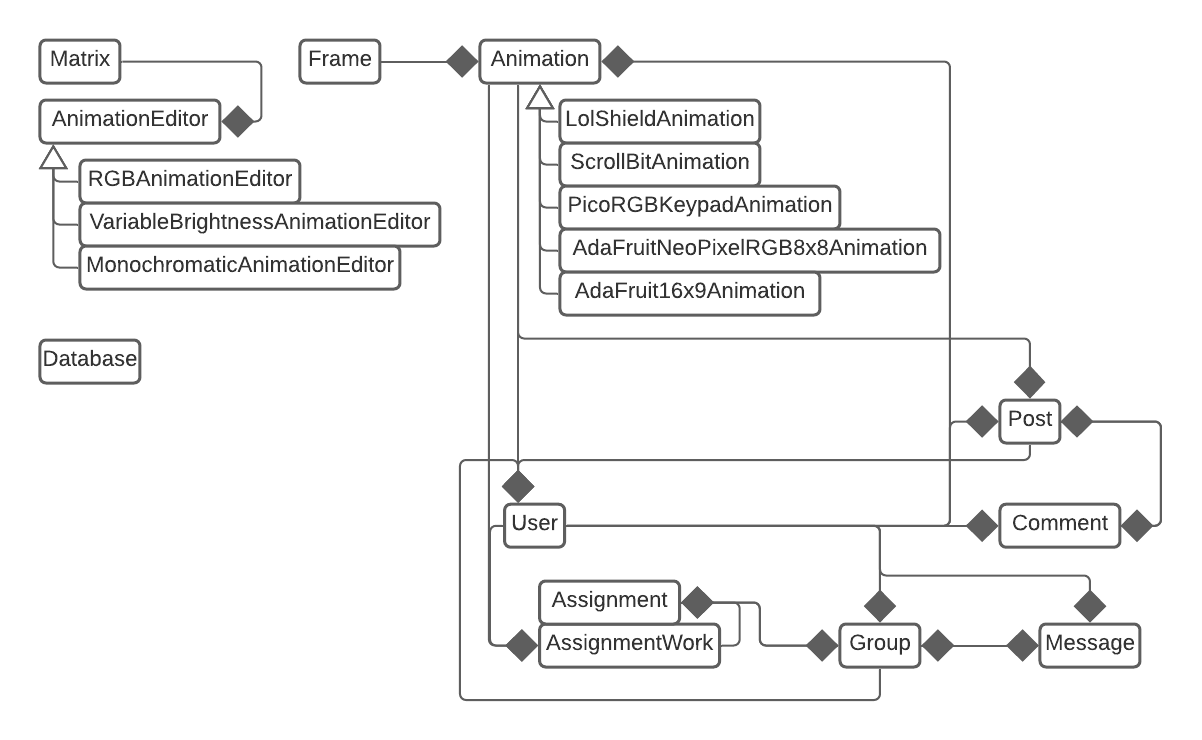 Matrix
Frame
Animation
AnimationEditor
LolShieldAnimation
ScrollBitAnimation
RGBAnimationEditor
PicoRGBKeypadAnimation
VariableBrightnessAnimationEditor
AdaFruitNeoPixelRGB8x8Animation
MonochromaticAnimationEditor
AdaFruit16x9Animation
Database
Post
User
Comment
Assignment
AssignmentWork
Group
Message